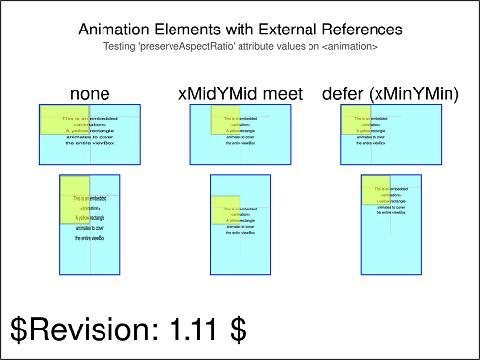 Animation Elements with External References
Testing 'preserveAspectRatio' attribute values on <animation>
none
xMidYMid meet
defer (xMinYMin)
This is an embedded
<animation>.
A yellow rectangle
animates to cover
the entire viewBox
This is an embedded
<animation>.
A yellow rectangle
animates to cover
the entire viewBox
This is an embedded
<animation>.
A yellow rectangle
animates to cover
the entire viewBox
This is an embedded
<animation>.
A yellow rectangle
animates to cover
the entire viewBox
This is an embedded
<animation>.
A yellow rectangle
animates to cover
the entire viewBox
This is an embedded
<animation>.
A yellow rectangle
animates to cover
the entire viewBox
$Revision: 1.11 $